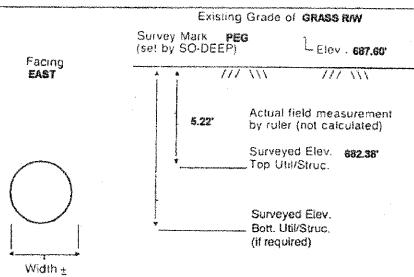 Existing Grade of GRASS R/W
Survey Mark PEG
(set by SO-DEEP)
Elev. 687.60'
Facing
EAST
5.22'
Actual field measurement
by ruler (not calculated)
Surveyed Elev. 682.38'
Top Util/Struc.
Surveyed Elev.
Bott. Util/Struc.
(if required)
Width ±